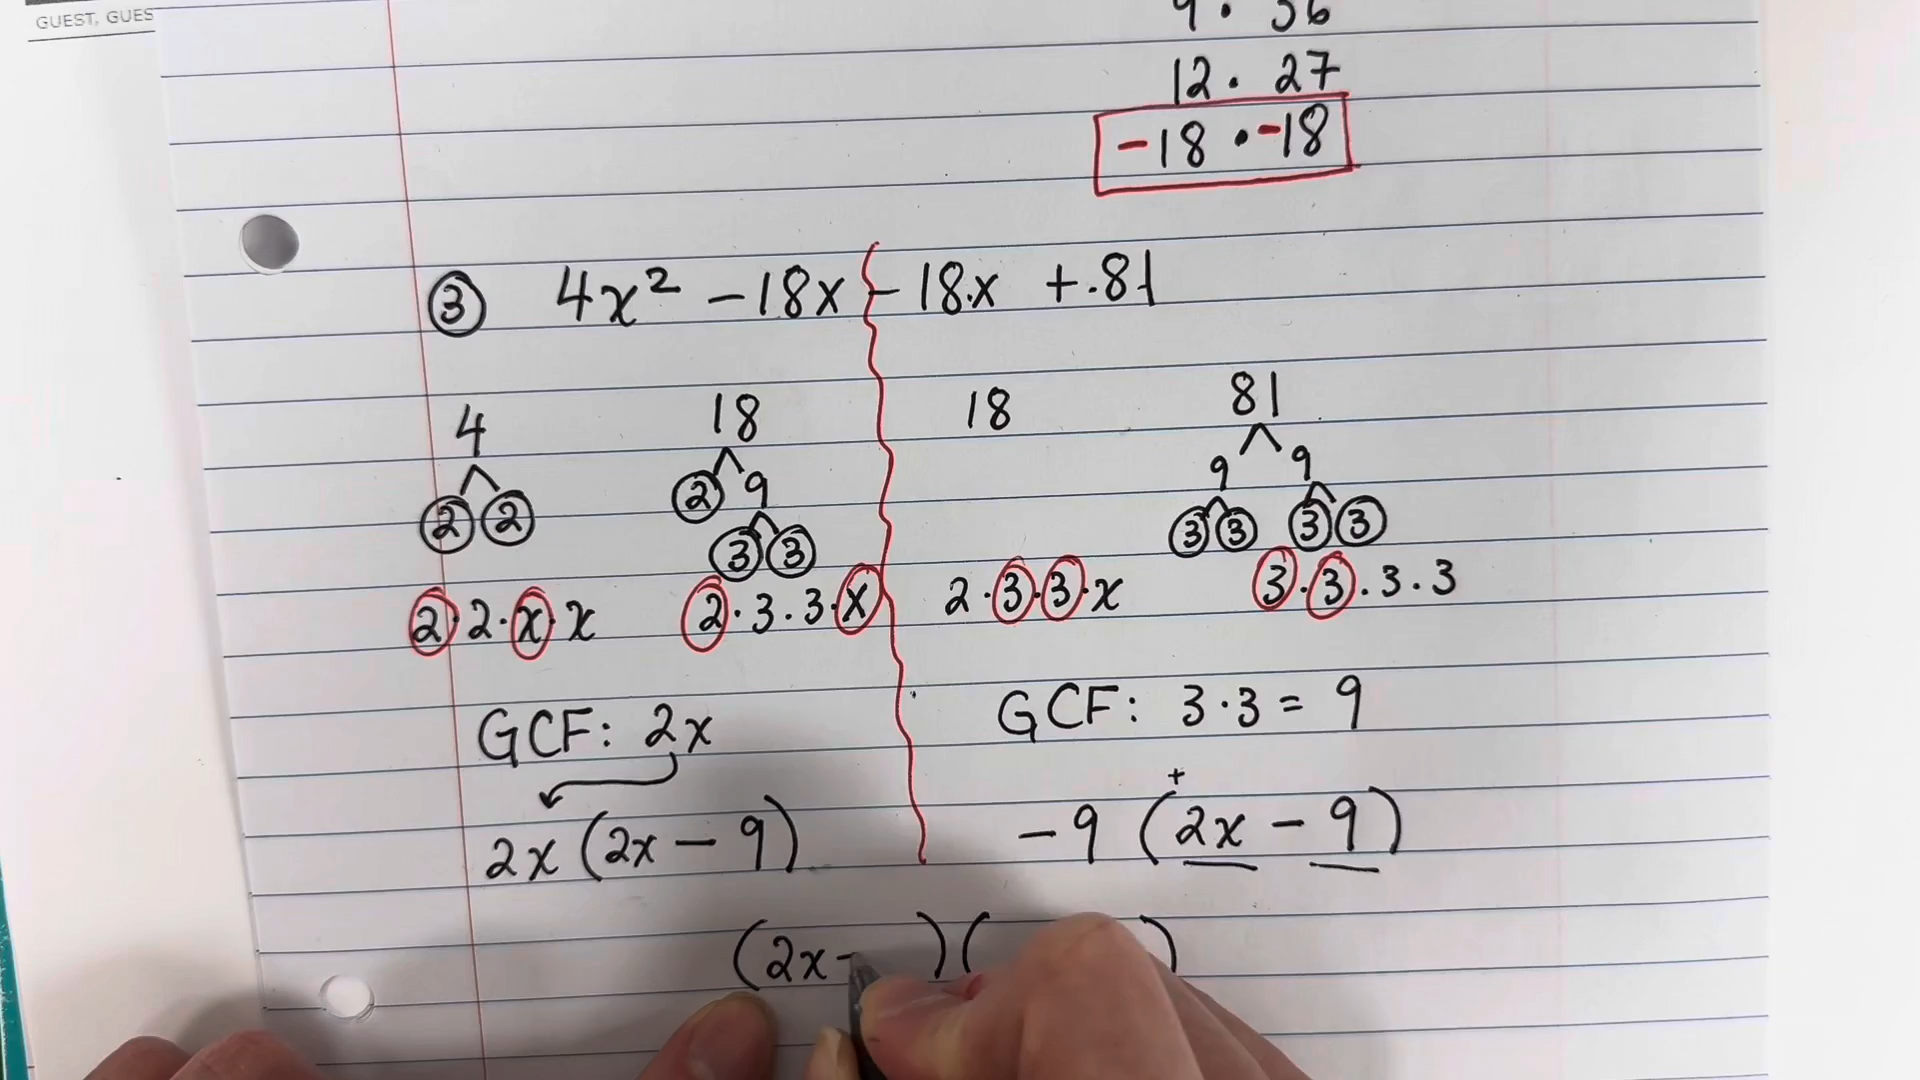 GUEST, GUES
9 · 36
12 · 27
-18 · -18
③ 4x² - 18x - 18x + 81
4 18 18 81
2 2 2 9 9 9
3 3 3 3 3 3
2 · 2 · x · x 2 · 3 · 3 · x 2 · 3 · 3 · x 3 · 3 · 3 · 3
GCF: 2x GCF: 3 · 3 = 9
+
2x (2x - 9) -9 (2x - 9)
(2x - ) ( )